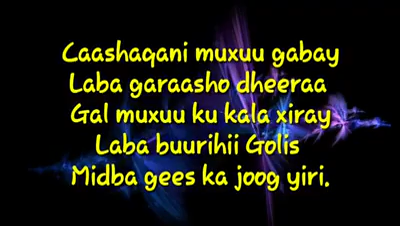 Caashaqani muxuu gabay
Laba garaasho dheeraa
Gal muxuu ku kala xiray
Laba buurihii Golis
Midba gees ka joog yiri.